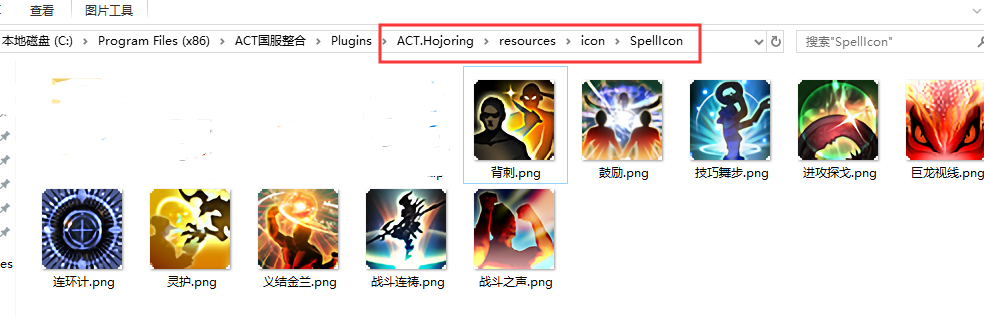 查看 图片工具
本地磁盘 (C:) > Program Files (x86) > ACT国服整合 > Plugins > ACT.Hojoring > resources > icon > SpellIcon 搜索"SpellIcon"
背刺.png 鼓励.png 技巧舞步.png 进攻探戈.png 巨龙视线.png
es
连环计.png 灵护.png 义结金兰.png 战斗连祷.png 战斗之声.png